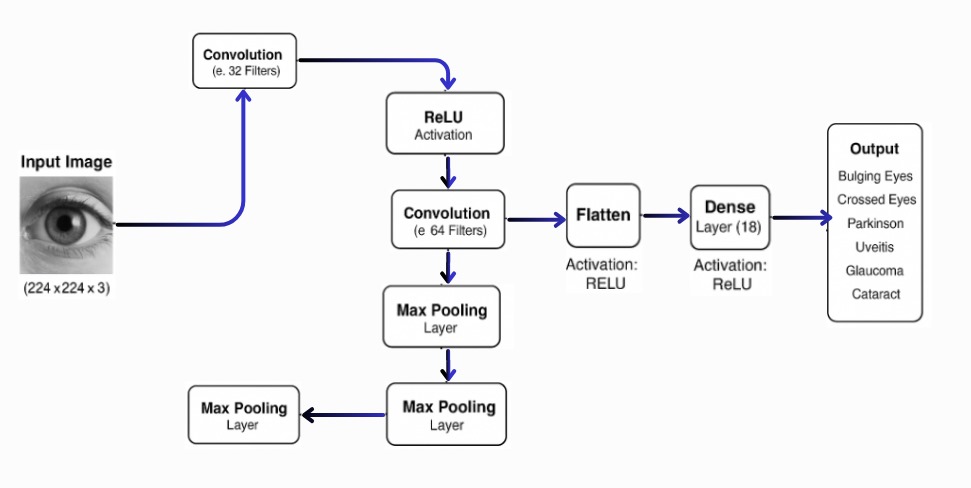 Input Image
(224 x 224 x 3)
Convolution
(e. 32 Filters)
ReLU
Activation
Convolution
(e 64 Filters)
Max Pooling
Layer
Max Pooling
Layer
Max Pooling
Layer
Flatten
Activation:
RELU
Dense
Layer (18)
Activation:
ReLU
Output
Bulging Eyes
Crossed Eyes
Parkinson
Uveitis
Glaucoma
Cataract